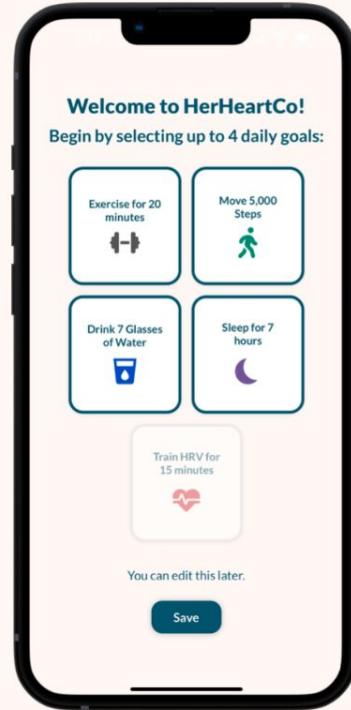 Welcome to HerHeartCo!
Begin by selecting up to 4 daily goals:
Exercise for 20
minutes
Move 5,000
Steps
Drink 7 Glasses
of Water
Sleep for 7
hours
Train HRV for
15 minutes
You can edit this later.
Save